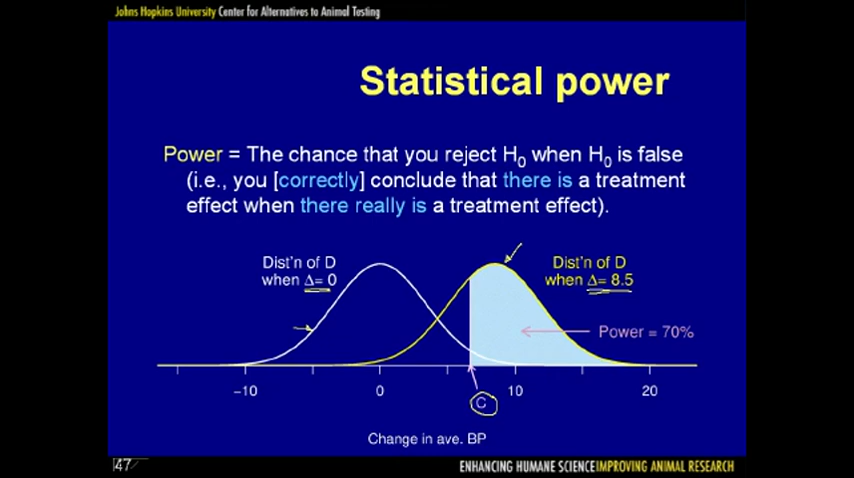 Johns Hopkins University Center for Alternatives to Animal Testing
Statistical power
Power = The chance that you reject H0 when H0 is false
(i.e., you [correctly] conclude that there is a treatment
effect when there really is a treatment effect).
Dist'n of D
when Δ= 0
Dist'n of D
when Δ= 8.5
Power = 70%
−10 0 10 20
C
Change in ave. BP
47
ENHANCING HUMANE SCIENCE IMPROVING ANIMAL RESEARCH